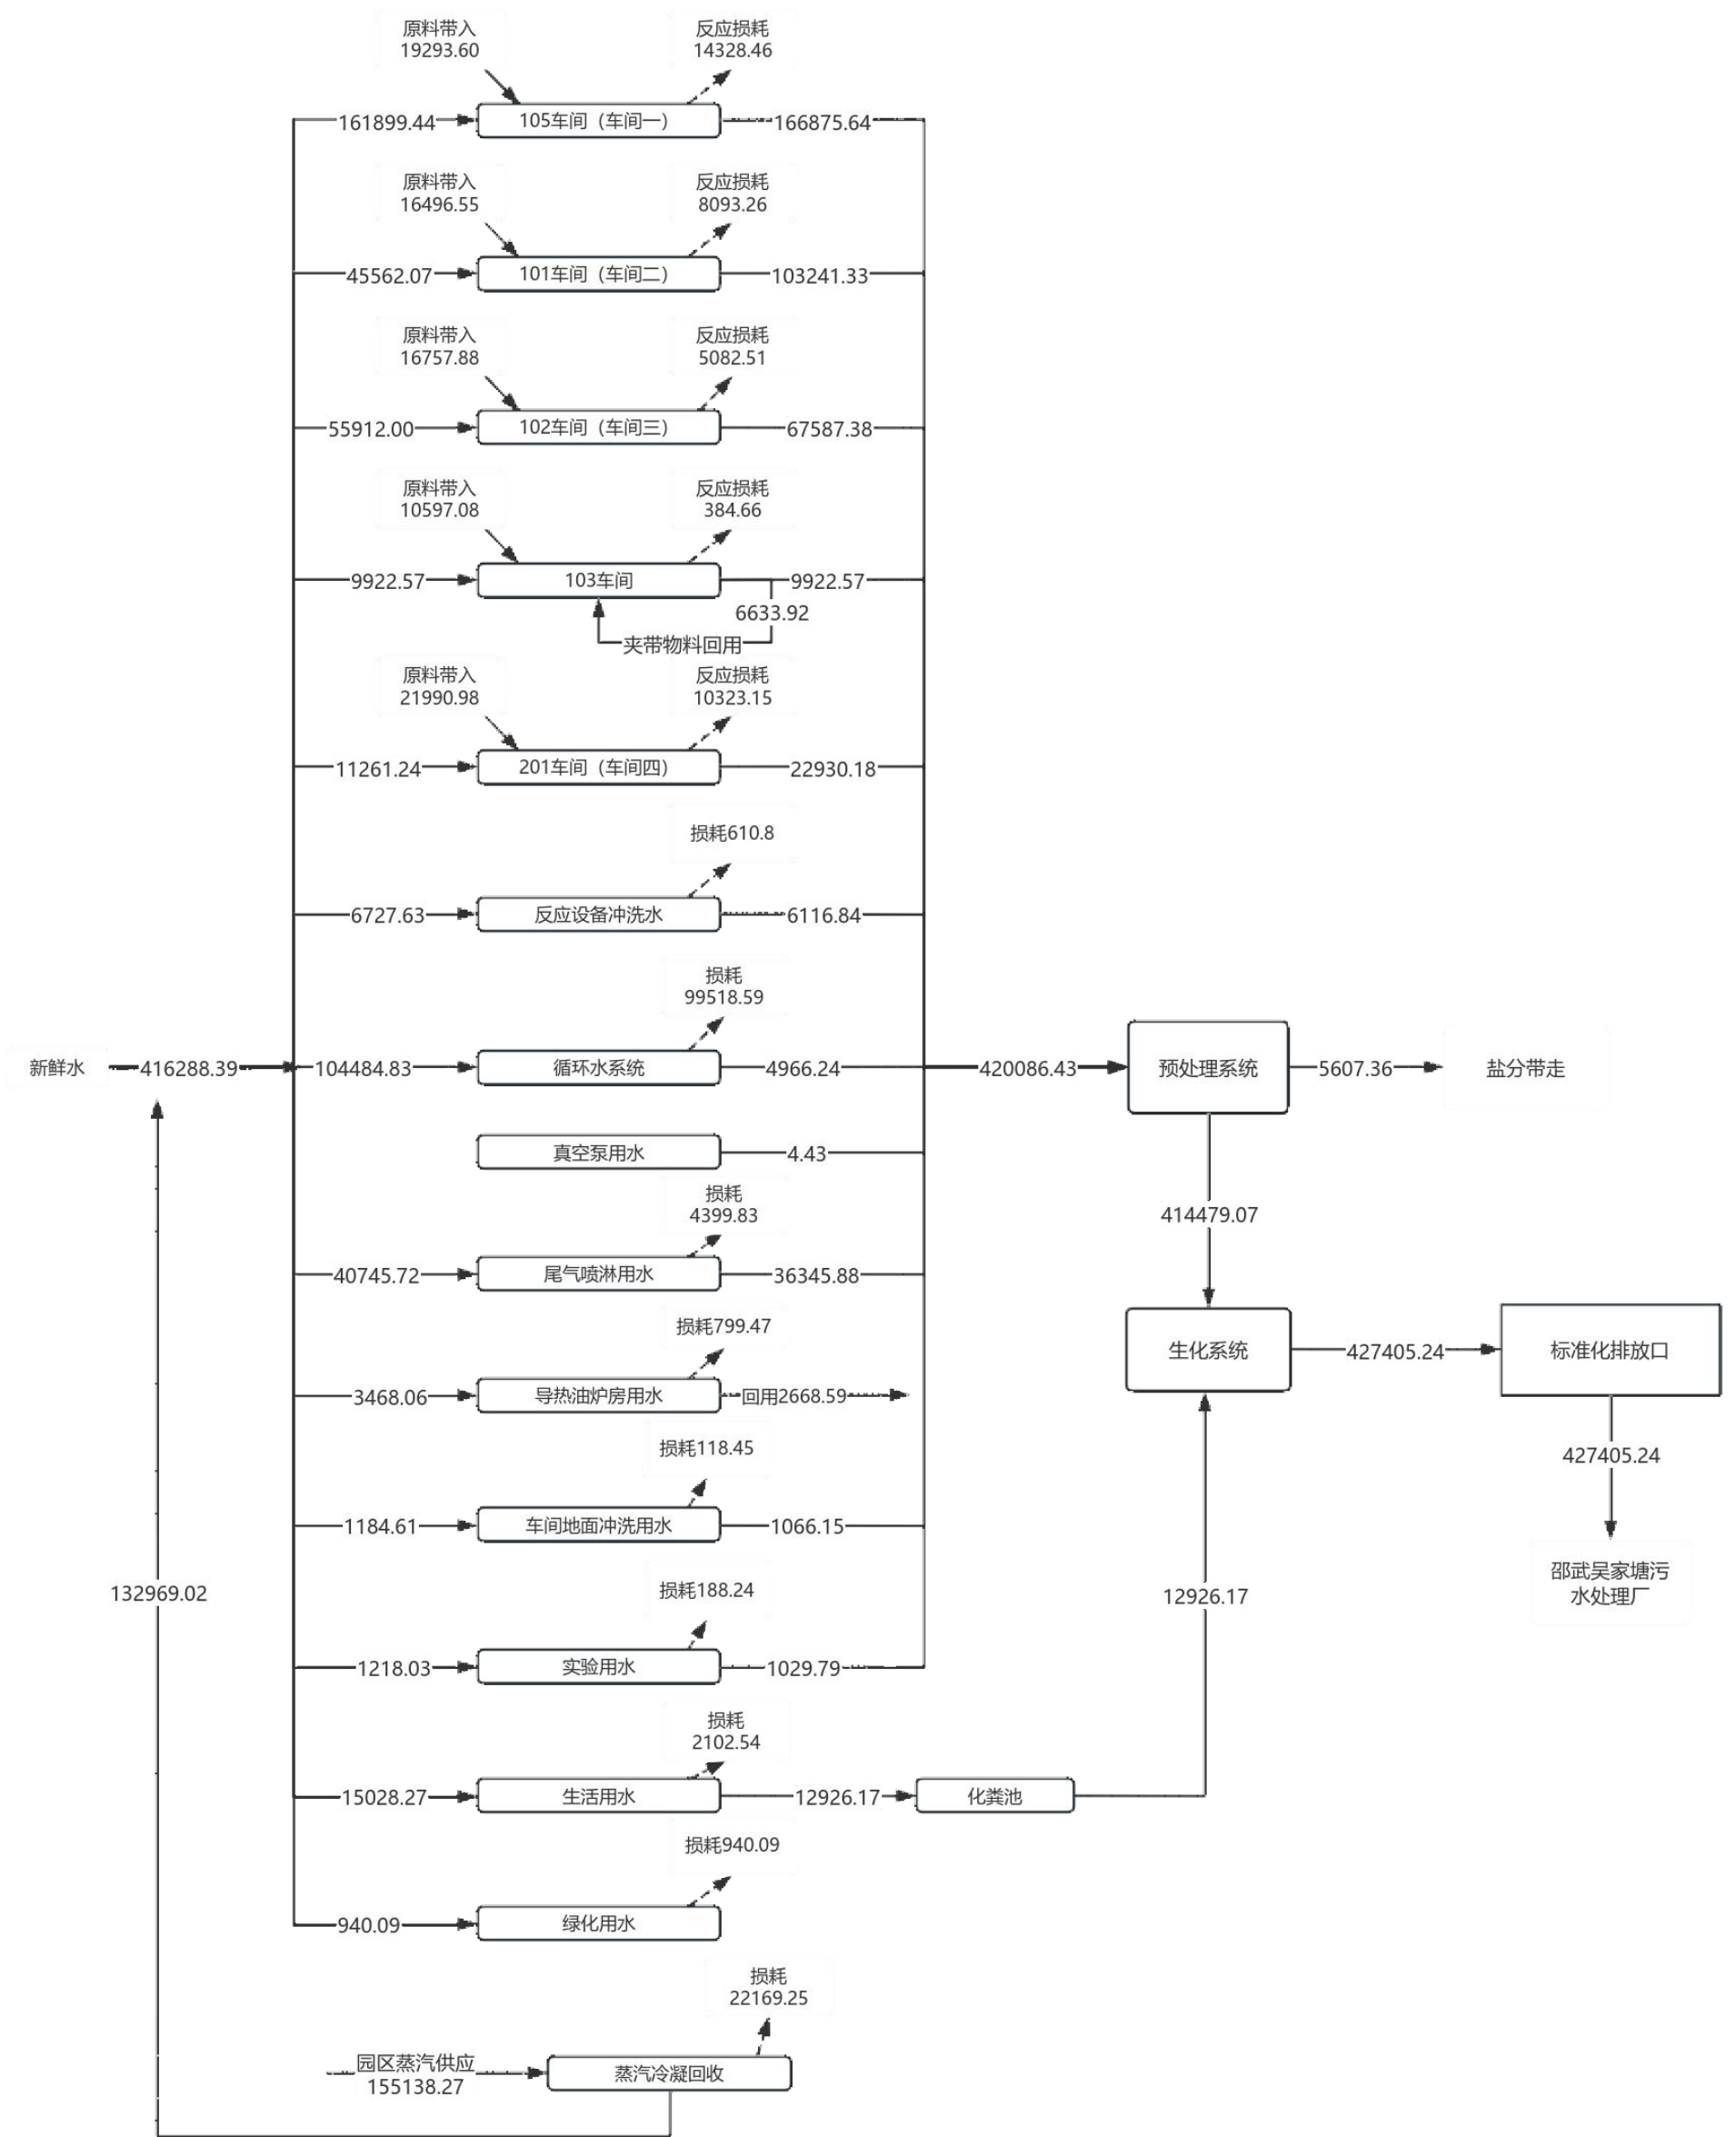 原料带入
19293.60
反应损耗
14328.46
161899.44
105车间（车间一）
166875.64
原料带入
16496.55
反应损耗
8093.26
45562.07
101车间（车间二）
103241.33
原料带入
16757.88
反应损耗
5082.51
55912.00
102车间（车间三）
67587.38
原料带入
10597.08
反应损耗
384.66
9922.57
103车间
9922.57
6633.92
夹带物料回用
原料带入
21990.98
反应损耗
10323.15
11261.24
201车间（车间四）
22930.18
损耗610.8
6727.63
反应设备冲洗水
6116.84
损耗
99518.59
新鲜水
416288.39
104484.83
循环水系统
4966.24
420086.43
预处理系统
5607.36
盐分带走
真空泵用水
4.43
损耗
4399.83
414479.07
40745.72
尾气喷淋用水
36345.88
损耗799.47
生化系统
427405.24
标准化排放口
3468.06
导热油炉房用水
回用2668.59
损耗118.45
427405.24
1184.61
车间地面冲洗用水
1066.15
132969.02
损耗188.24
12926.17
邵武吴家塘污
水处理厂
1218.03
实验用水
1029.79
损耗
2102.54
15028.27
生活用水
12926.17
化粪池
损耗940.09
940.09
绿化用水
损耗
22169.25
园区蒸汽供应
155138.27
蒸汽冷凝回收